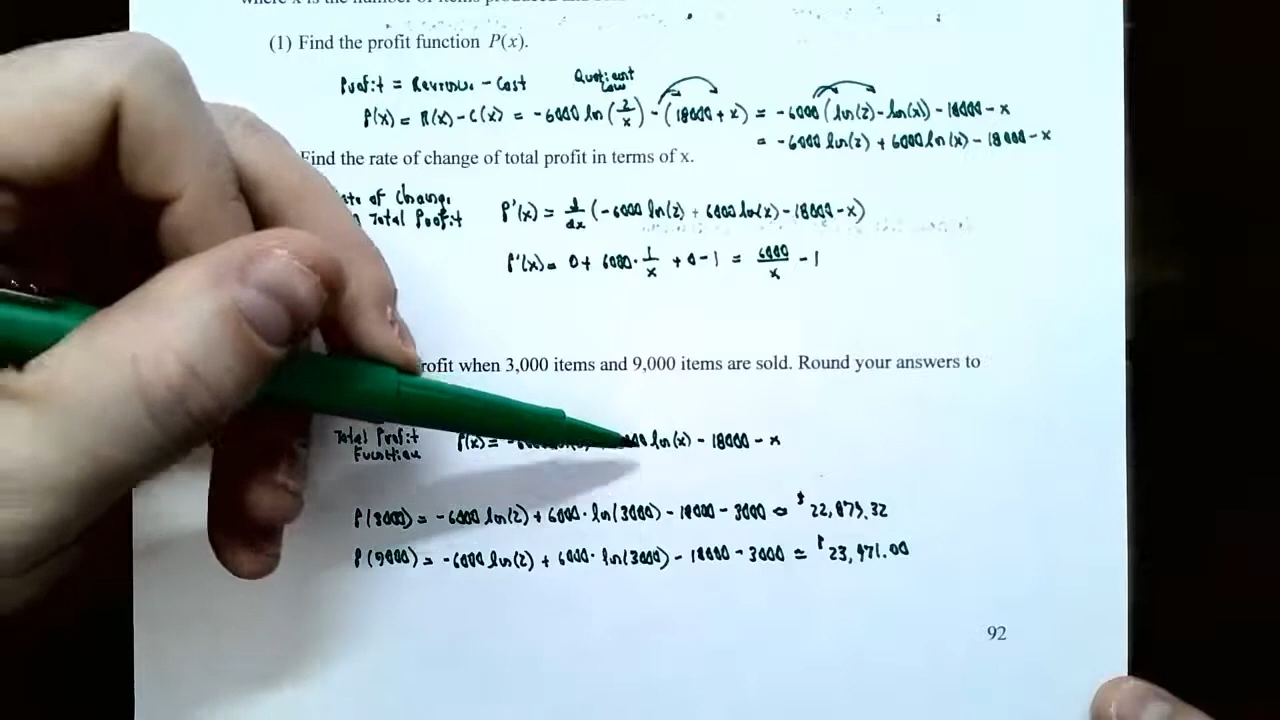 (1) Find the profit function P(x).
Profit = Revenue - Cost Quotient Law
P(x) = R(x) - C(x) = -6000 ln(2/x) - (18000 + x) = -6000 (ln(2) - ln(x)) - 18000 - x
= -6000 ln(2) + 6000 ln(x) - 18000 - x
Find the rate of change of total profit in terms of x.
of Change
Total Profit
P'(x) = d/dx (-6000 ln(2) + 6000 ln(x) - 18000 - x)
P'(x) = 0 + 6000 · 1/x + 0 - 1 = 6000/x - 1
rofit when 3,000 items and 9,000 items are sold. Round your answers to
Total Profit Function P(x) = ln(x) - 18000 - x
P(3000) = -6000 ln(2) + 6000 · ln(3000) - 18000 - 3000 ≈ $22,879.32
P(9000) = -6000 ln(2) + 6000 · ln(3000) - 18000 - 3000 ≈ $23,471.00
92